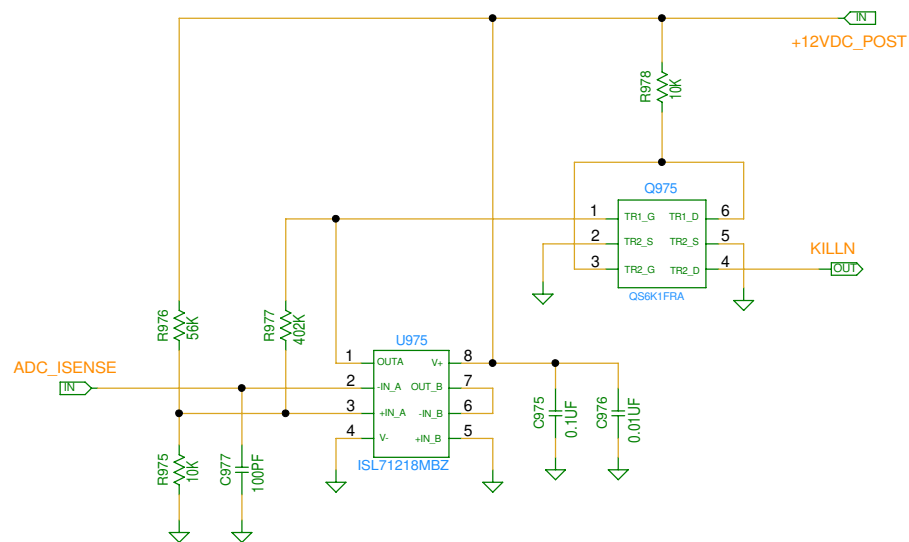 IN
+12VDC_POST
R978
10K
Q975
1 TR1_G TR1_D 6
2 TR2_S TR2_S 5
3 TR2_G TR2_D 4
QS6K1FRA
KILLN
OUT
R976
56K
R977
402K
U975
ADC_ISENSE
IN
1 OUTA V+ 8
2 -IN_A OUT_B 7
3 +IN_A -IN_B 6
4 V- +IN_B 5
ISL71218MBZ
C975
0.1UF
C976
0.01UF
R975
10K
C977
100PF